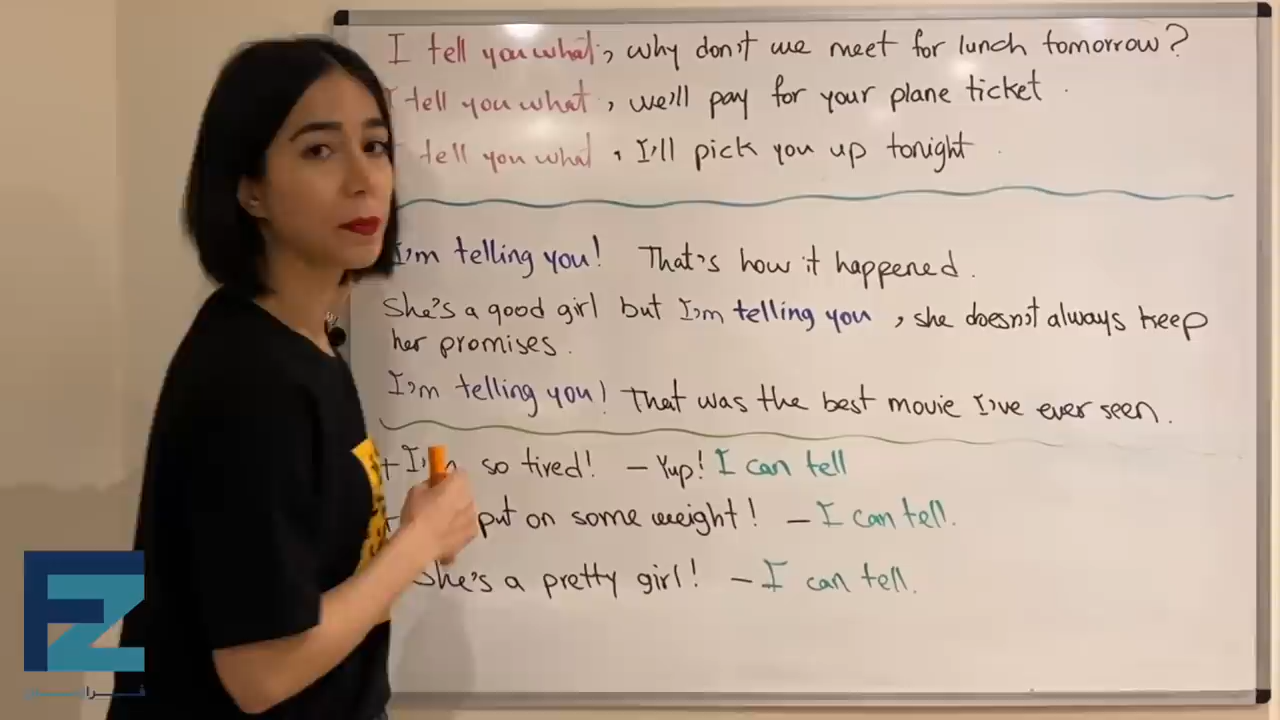 I tell you what, why don't we meet for lunch tomorrow?
I tell you what, we'll pay for your plane ticket.
I tell you what, I'll pick you up tonight.
I'm telling you! That's how it happened.
She's a good girl but I'm telling you, she doesn't always keep
her promises.
I'm telling you! That was the best movie I've ever seen.
+ I'm so tired! – Yup! I can tell
+ put on some weight! – I can tell.
She's a pretty girl! – I can tell.
FZ